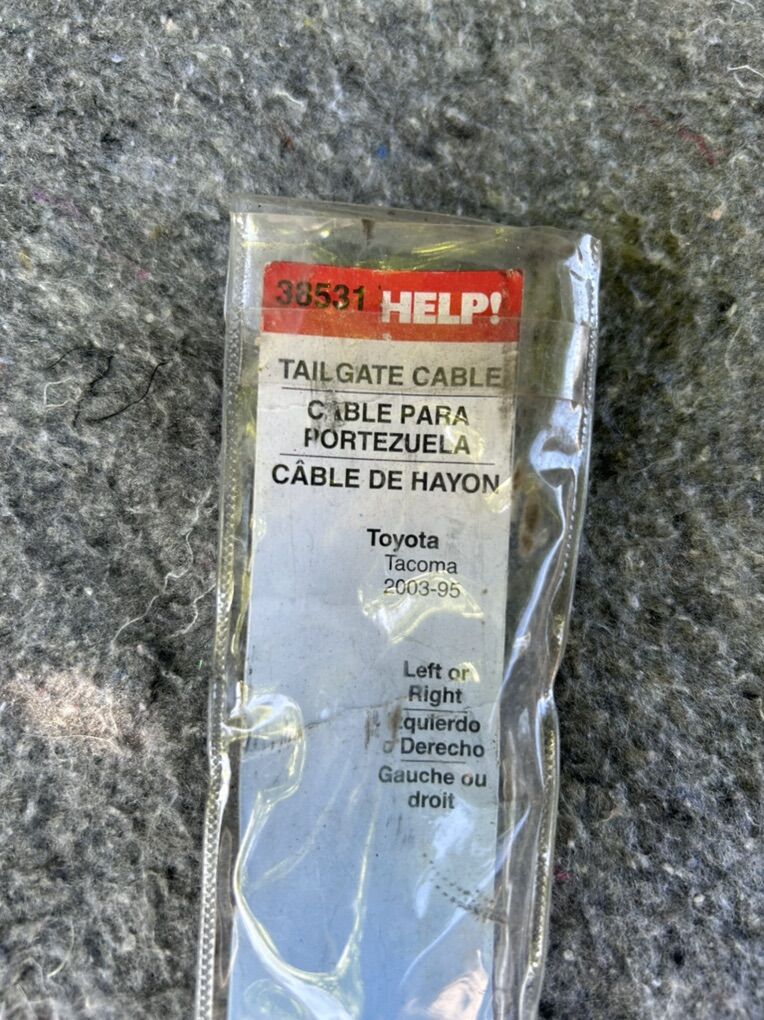 38531 HELP!
TAILGATE CABLE
CABLE PARA
PORTEZUELA
CÂBLE DE HAYON
Toyota
Tacoma
2003-95
Left or
Right
Izquierdo
o Derecho
Gauche ou
droit